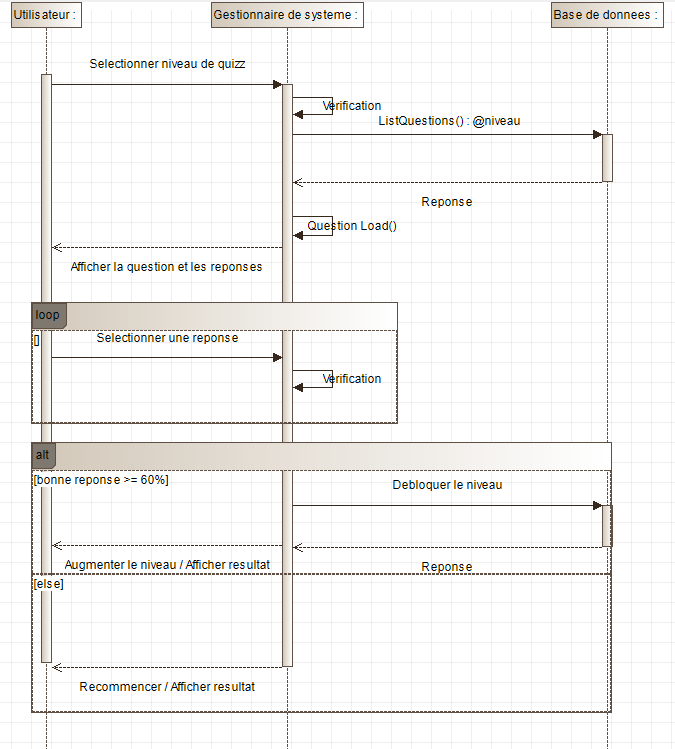 Utilisateur :
Gestionnaire de systeme :
Base de donnees :
Selectionner niveau de quizz
Verification
ListQuestions() : @niveau
Reponse
Question Load()
Afficher la question et les reponses
loop
[]
Selectionner une reponse
Verification
alt
[bonne reponse >= 60%]
Debloquer le niveau
Augmenter le niveau / Afficher resultat
Reponse
[else]
Recommencer / Afficher resultat